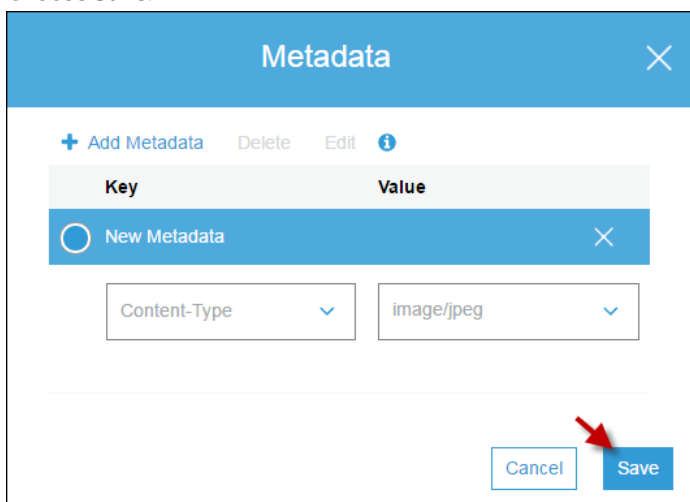 Metadata
Add Metadata Delete Edit
Key Value
New Metadata
Content-Type image/jpeg
Cancel Save